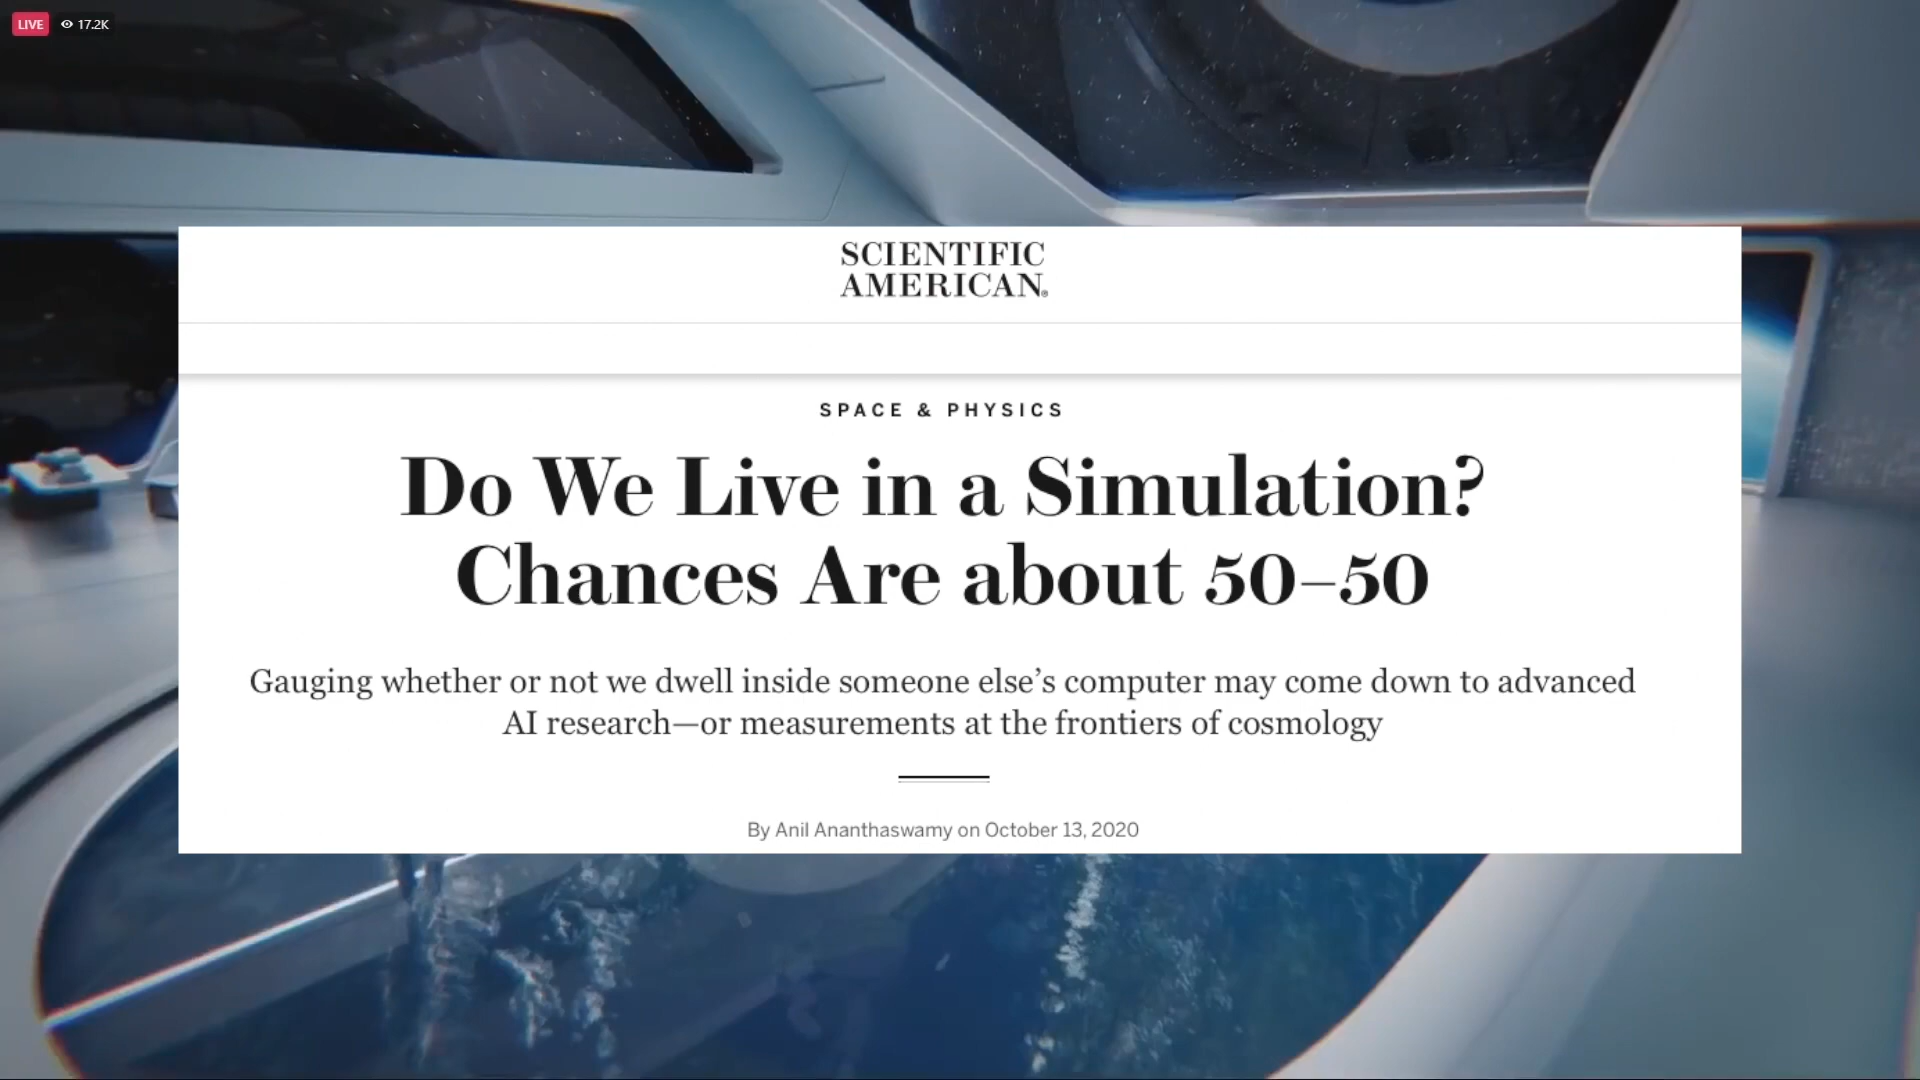 LIVE 17.2K
SCIENTIFIC
AMERICAN®
SPACE & PHYSICS
Do We Live in a Simulation?
Chances Are about 50–50
Gauging whether or not we dwell inside someone else’s computer may come down to advanced
AI research—or measurements at the frontiers of cosmology
By Anil Ananthaswamy on October 13, 2020